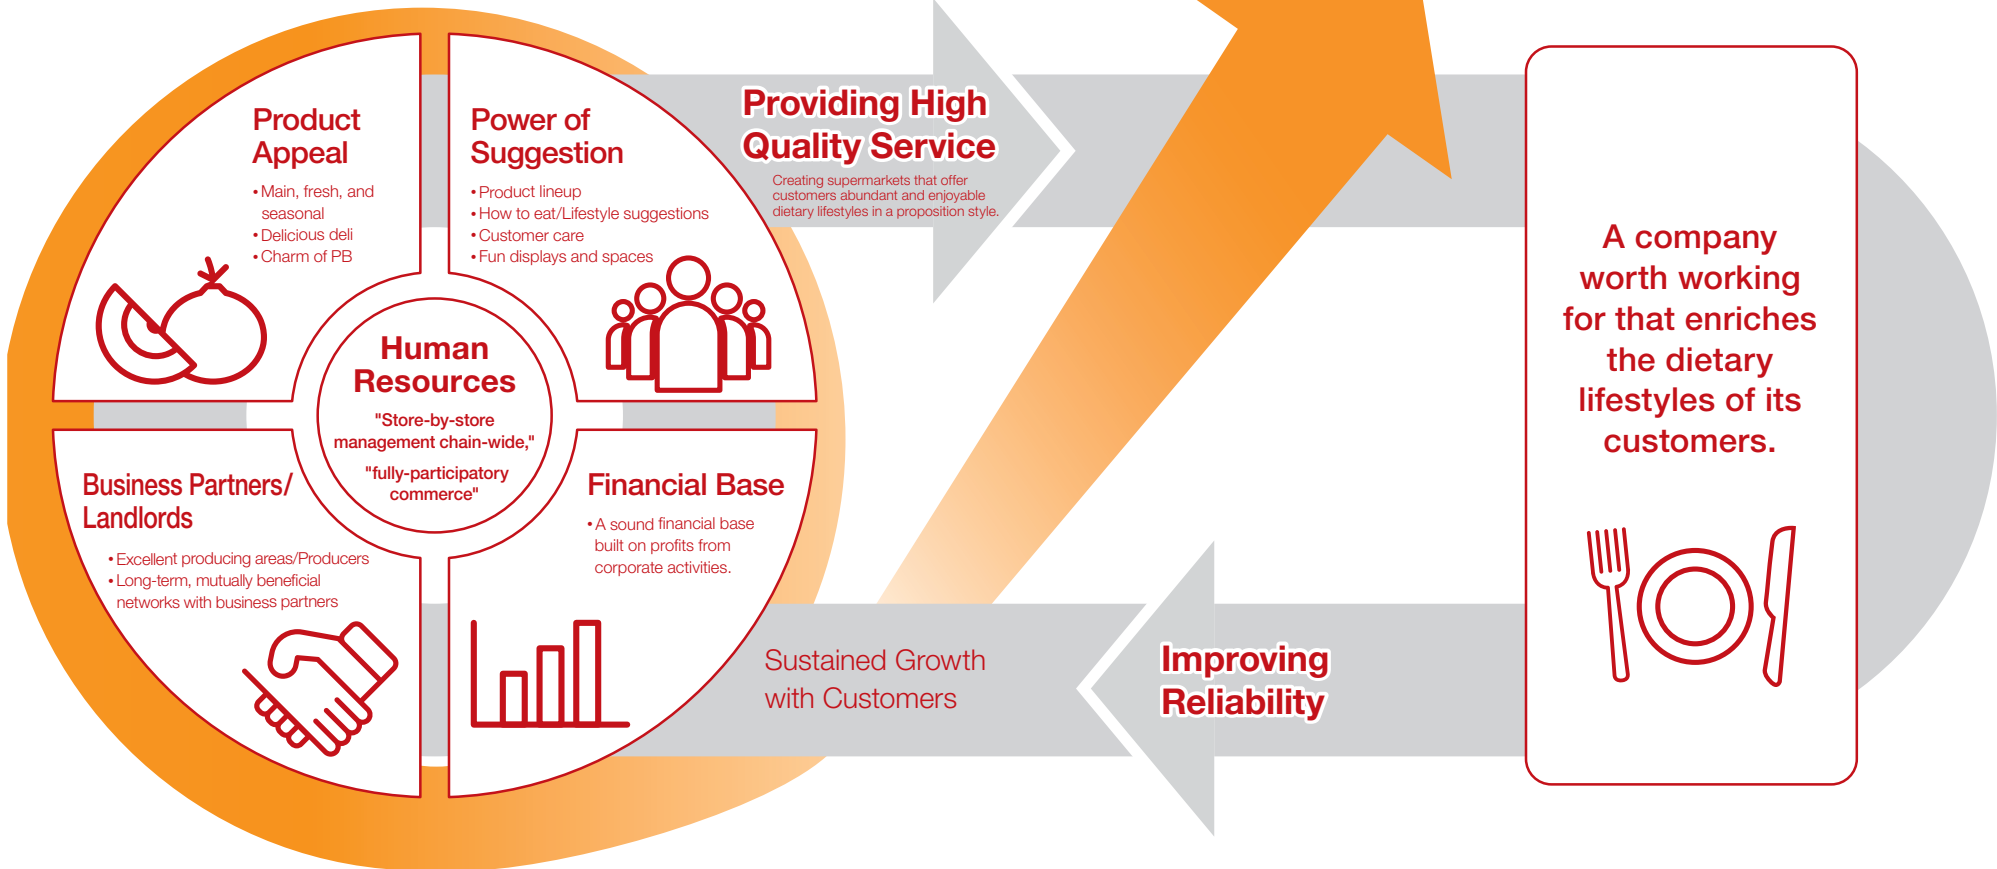 Product
Appeal
• Main, fresh, and
seasonal
• Delicious deli
• Charm of PB
Power of
Suggestion
• Product lineup
• How to eat/Lifestyle suggestions
• Customer care
• Fun displays and spaces
Human
Resources
"Store-by-store
management chain-wide,"
"fully-participatory
commerce"
Business Partners/
Landlords
• Excellent producing areas/Producers
• Long-term, mutually beneficial
networks with business partners
Financial Base
• A sound financial base
built on profits from
corporate activities.
Providing High
Quality Service
Creating supermarkets that offer
customers abundant and enjoyable
dietary lifestyles in a proposition style.
A company
worth working
for that enriches
the dietary
lifestyles of its
customers.
Improving
Reliability
Sustained Growth
with Customers